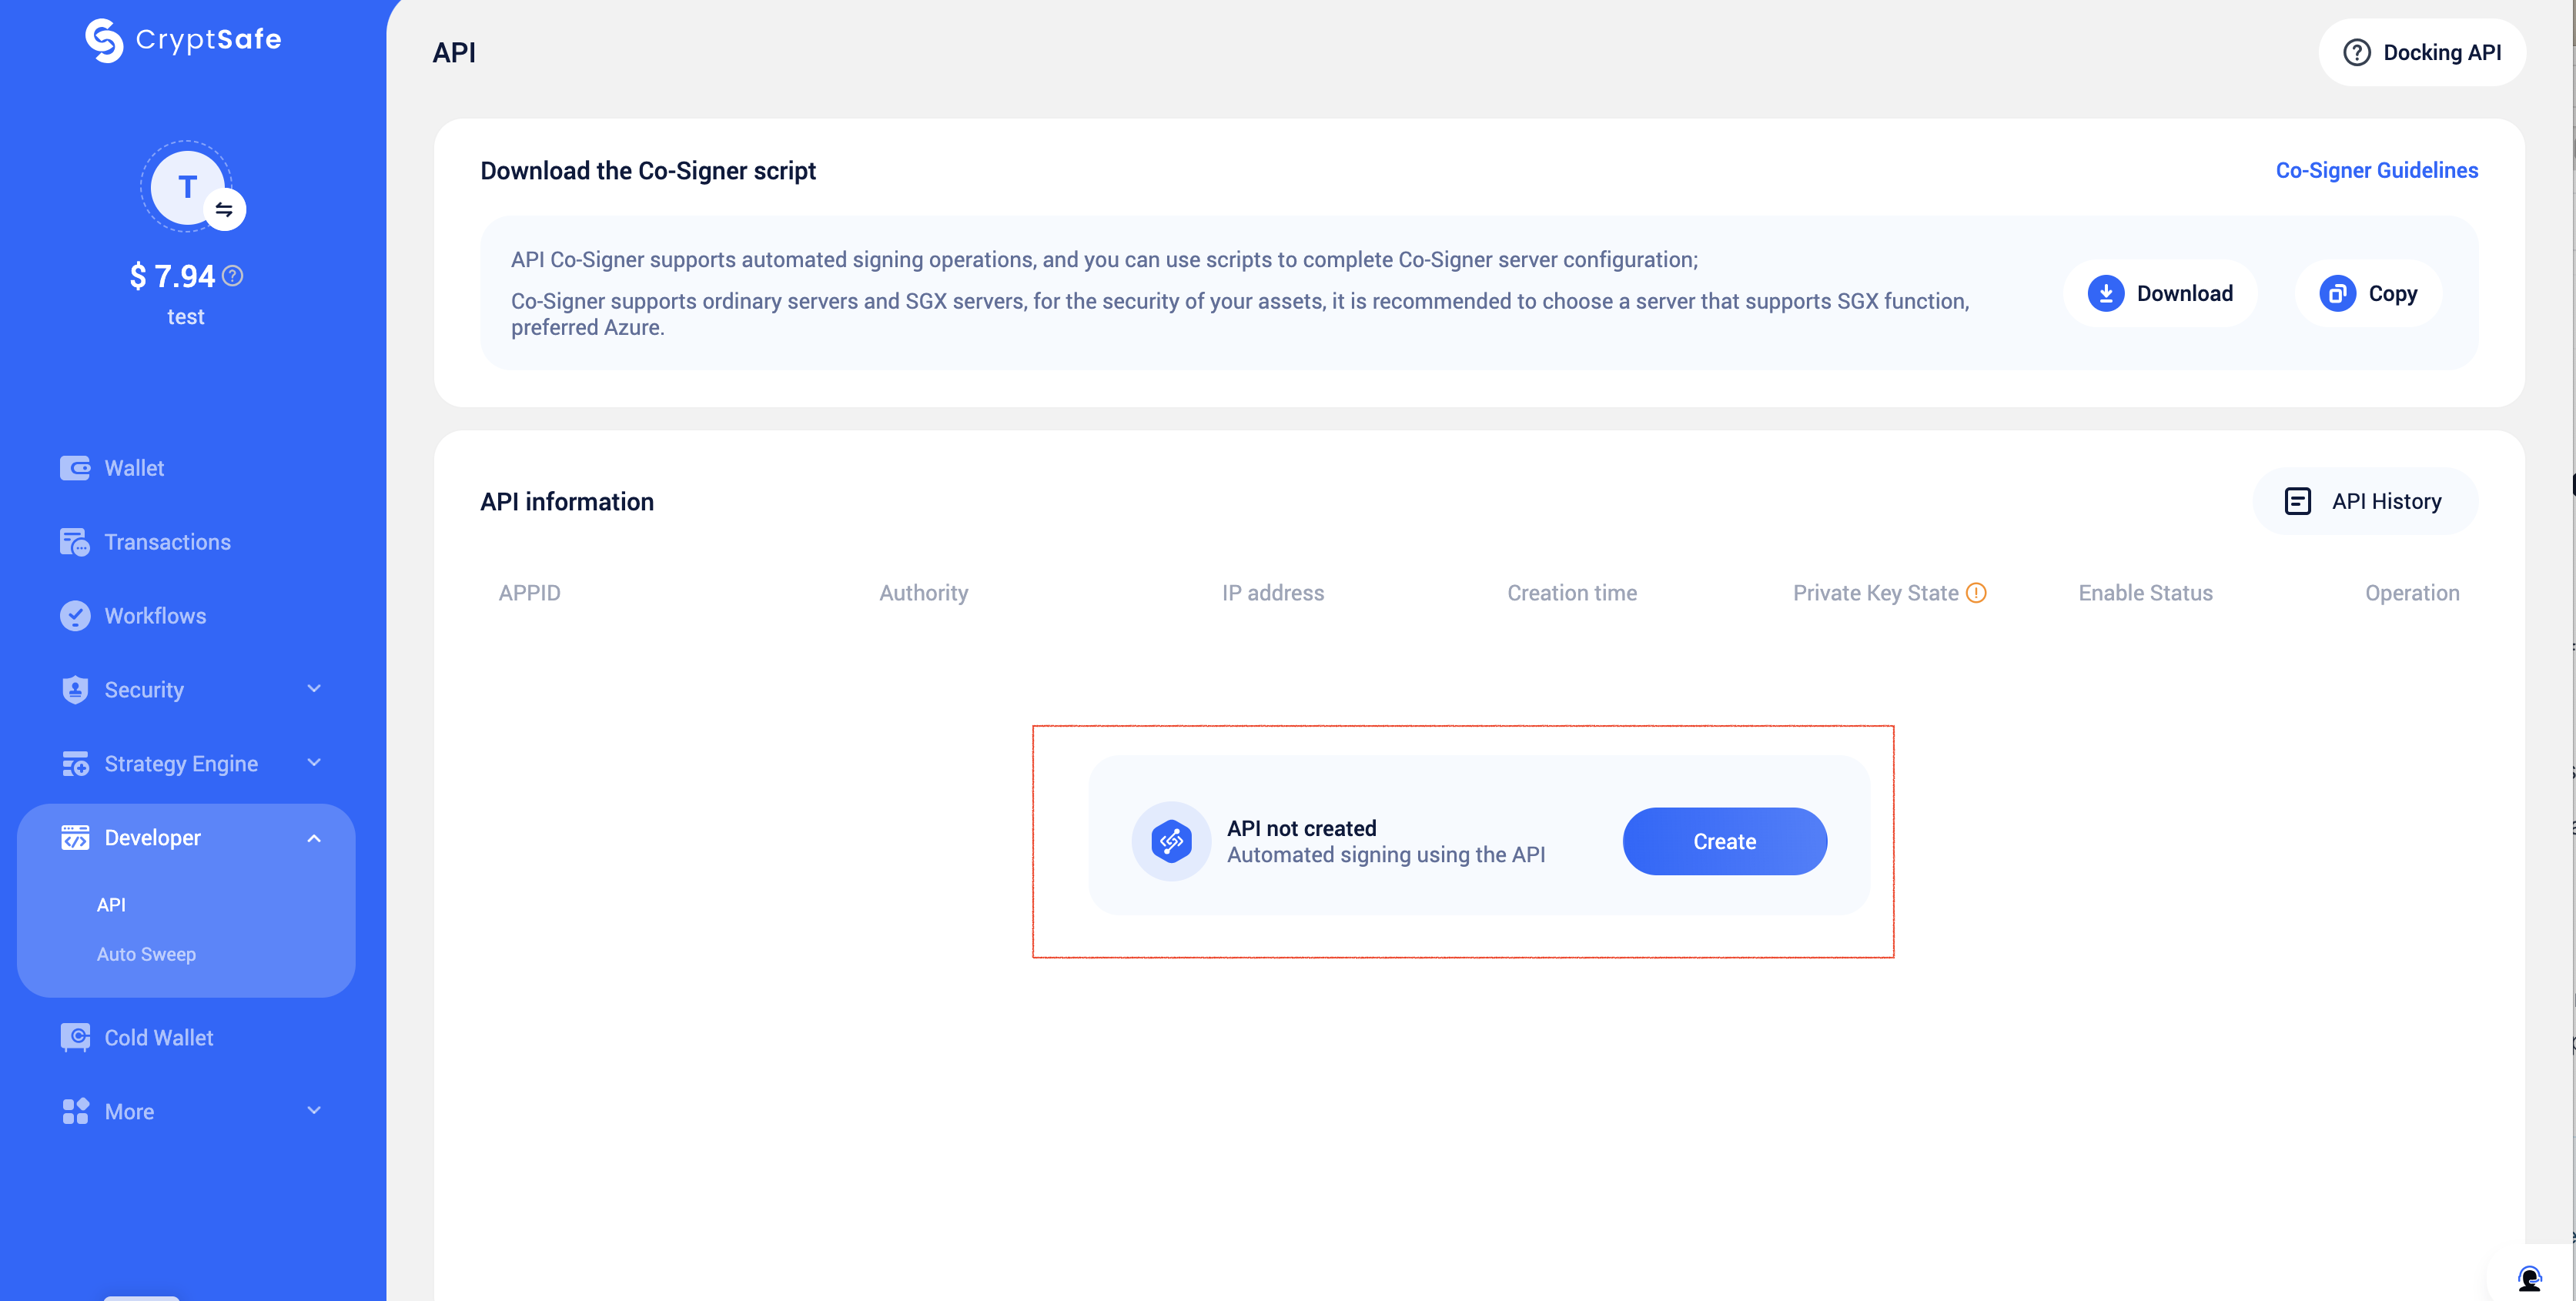 CryptSafe
T
$ 7.94
test
Wallet
Transactions
Workflows
Security
Strategy Engine
Developer
API
Auto Sweep
Cold Wallet
More
API
Docking API
Download the Co-Signer script
Co-Signer Guidelines
API Co-Signer supports automated signing operations, and you can use scripts to complete Co-Signer server configuration;
Co-Signer supports ordinary servers and SGX servers, for the security of your assets, it is recommended to choose a server that supports SGX function,
preferred Azure.
Download
Copy
API information
API History
APPID
Authority
IP address
Creation time
Private Key State
Enable Status
Operation
API not created
Automated signing using the API
Create